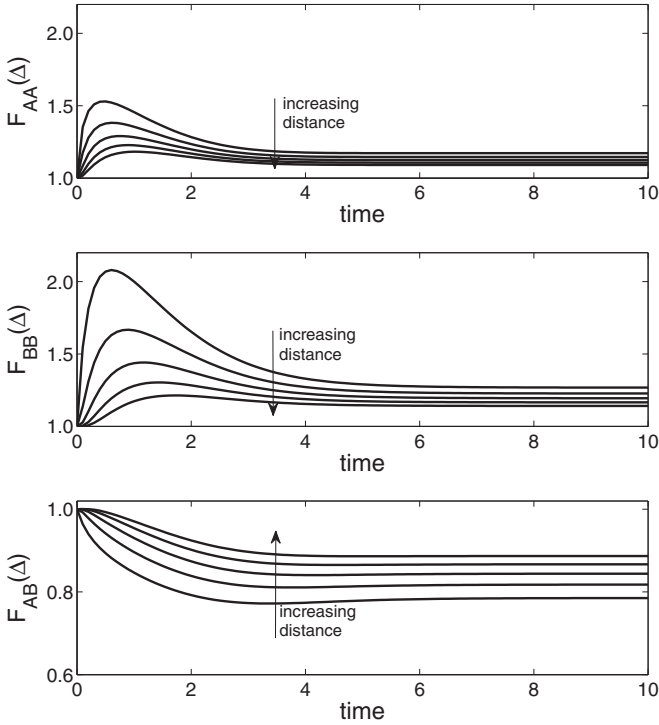 F_AA(Δ)
2.0
1.5
1.0
increasing
distance
0 2 4 6 8 10
time
F_BB(Δ)
2.0
1.5
1.0
increasing
distance
0 2 4 6 8 10
time
F_AB(Δ)
1.0
0.8
0.6
increasing
distance
0 2 4 6 8 10
time